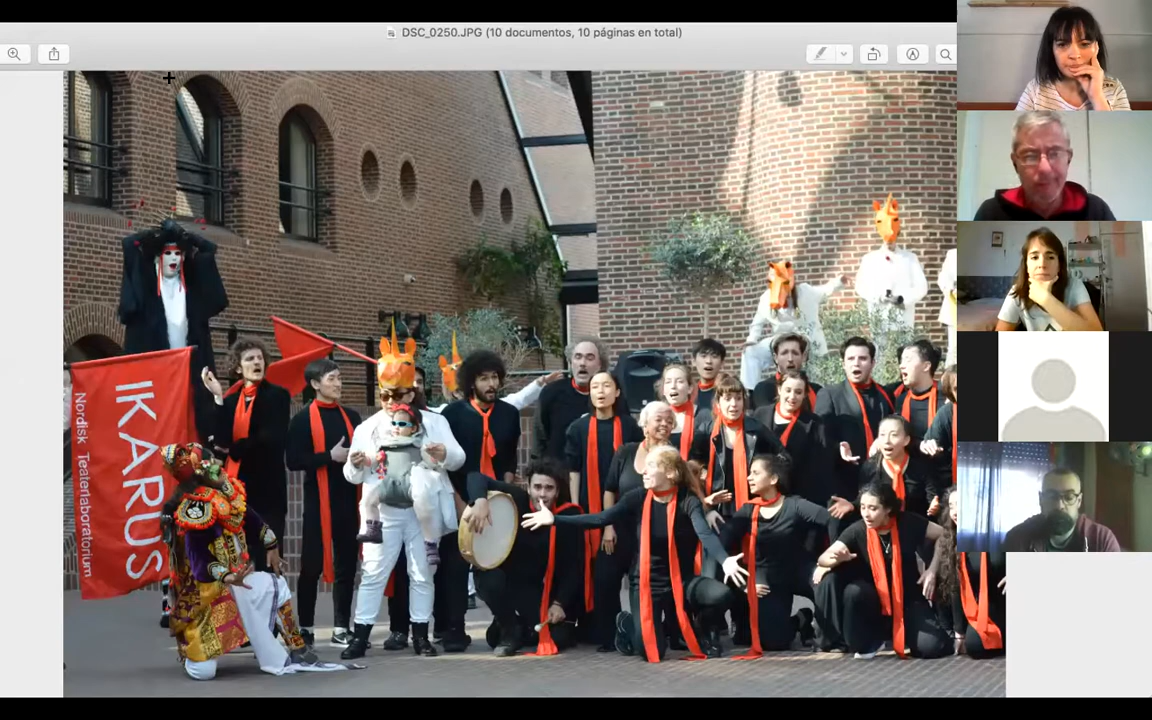 DSC_0250.JPG (10 documentos, 10 páginas en total)
IKARUS
Nordisk Teaterlaboratorium